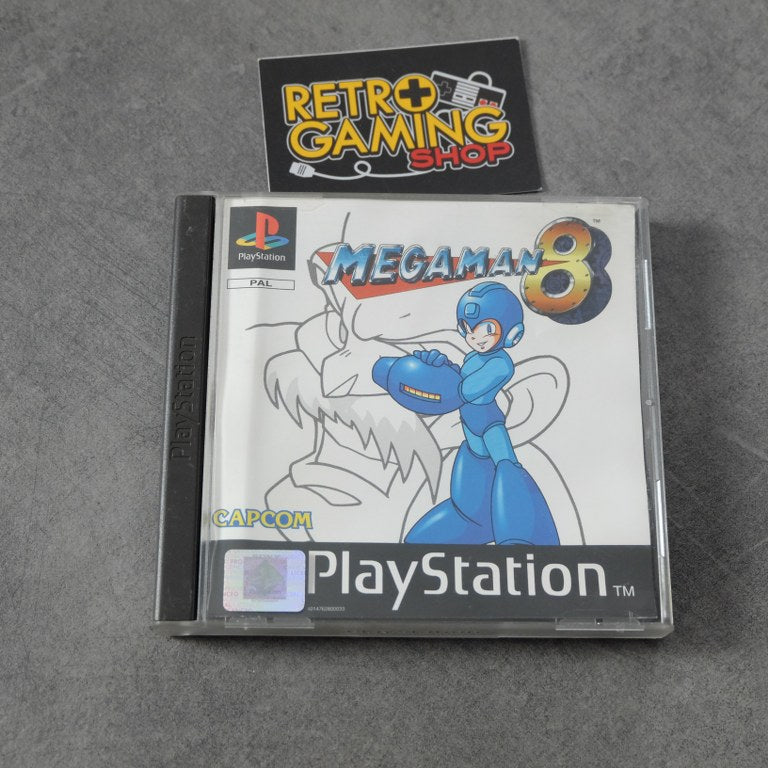 RETRO
GAMING
SHOP
PlayStation
PAL
MEGAMAN 8
TM
PlayStation
CAPCOM
PlayStation TM